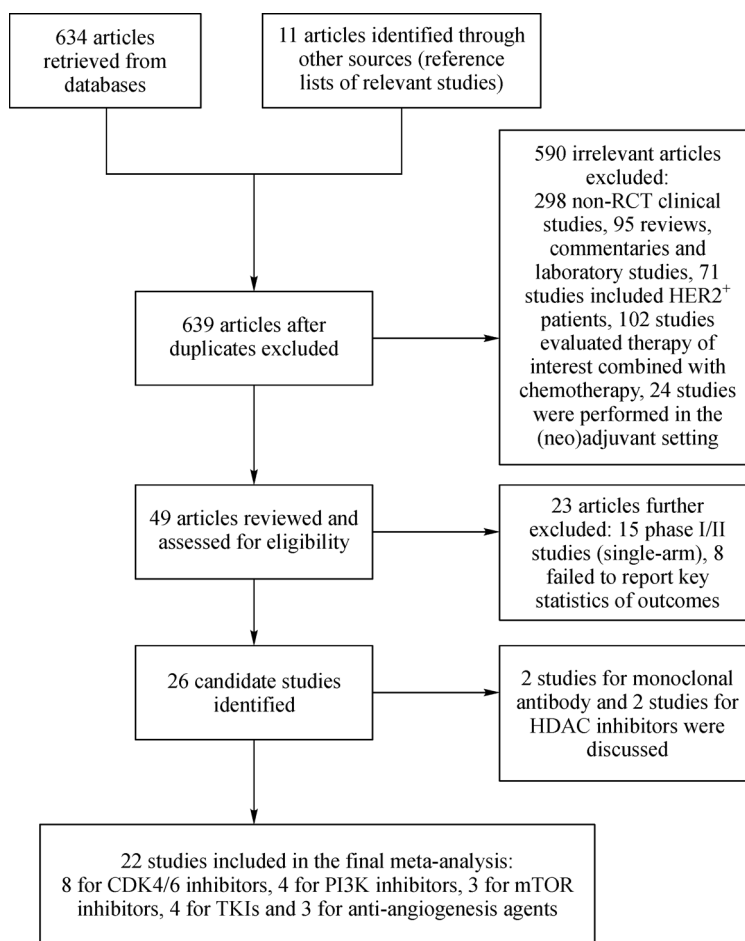 634 articles
retrieved from
databases
11 articles identified through
other sources (reference
lists of relevant studies)
590 irrelevant articles
excluded:
298 non-RCT clinical
studies, 95 reviews,
commentaries and
laboratory studies, 71
studies included HER2⁺
patients, 102 studies
evaluated therapy of
interest combined with
chemotherapy, 24 studies
were performed in the
(neo)adjuvant setting
639 articles after
duplicates excluded
49 articles reviewed and
assessed for eligibility
23 articles further
excluded: 15 phase I/II
studies (single-arm), 8
failed to report key
statistics of outcomes
26 candidate studies
identified
2 studies for monoclonal
antibody and 2 studies for
HDAC inhibitors were
discussed
22 studies included in the final meta-analysis:
8 for CDK4/6 inhibitors, 4 for PI3K inhibitors, 3 for mTOR
inhibitors, 4 for TKIs and 3 for anti-angiogenesis agents